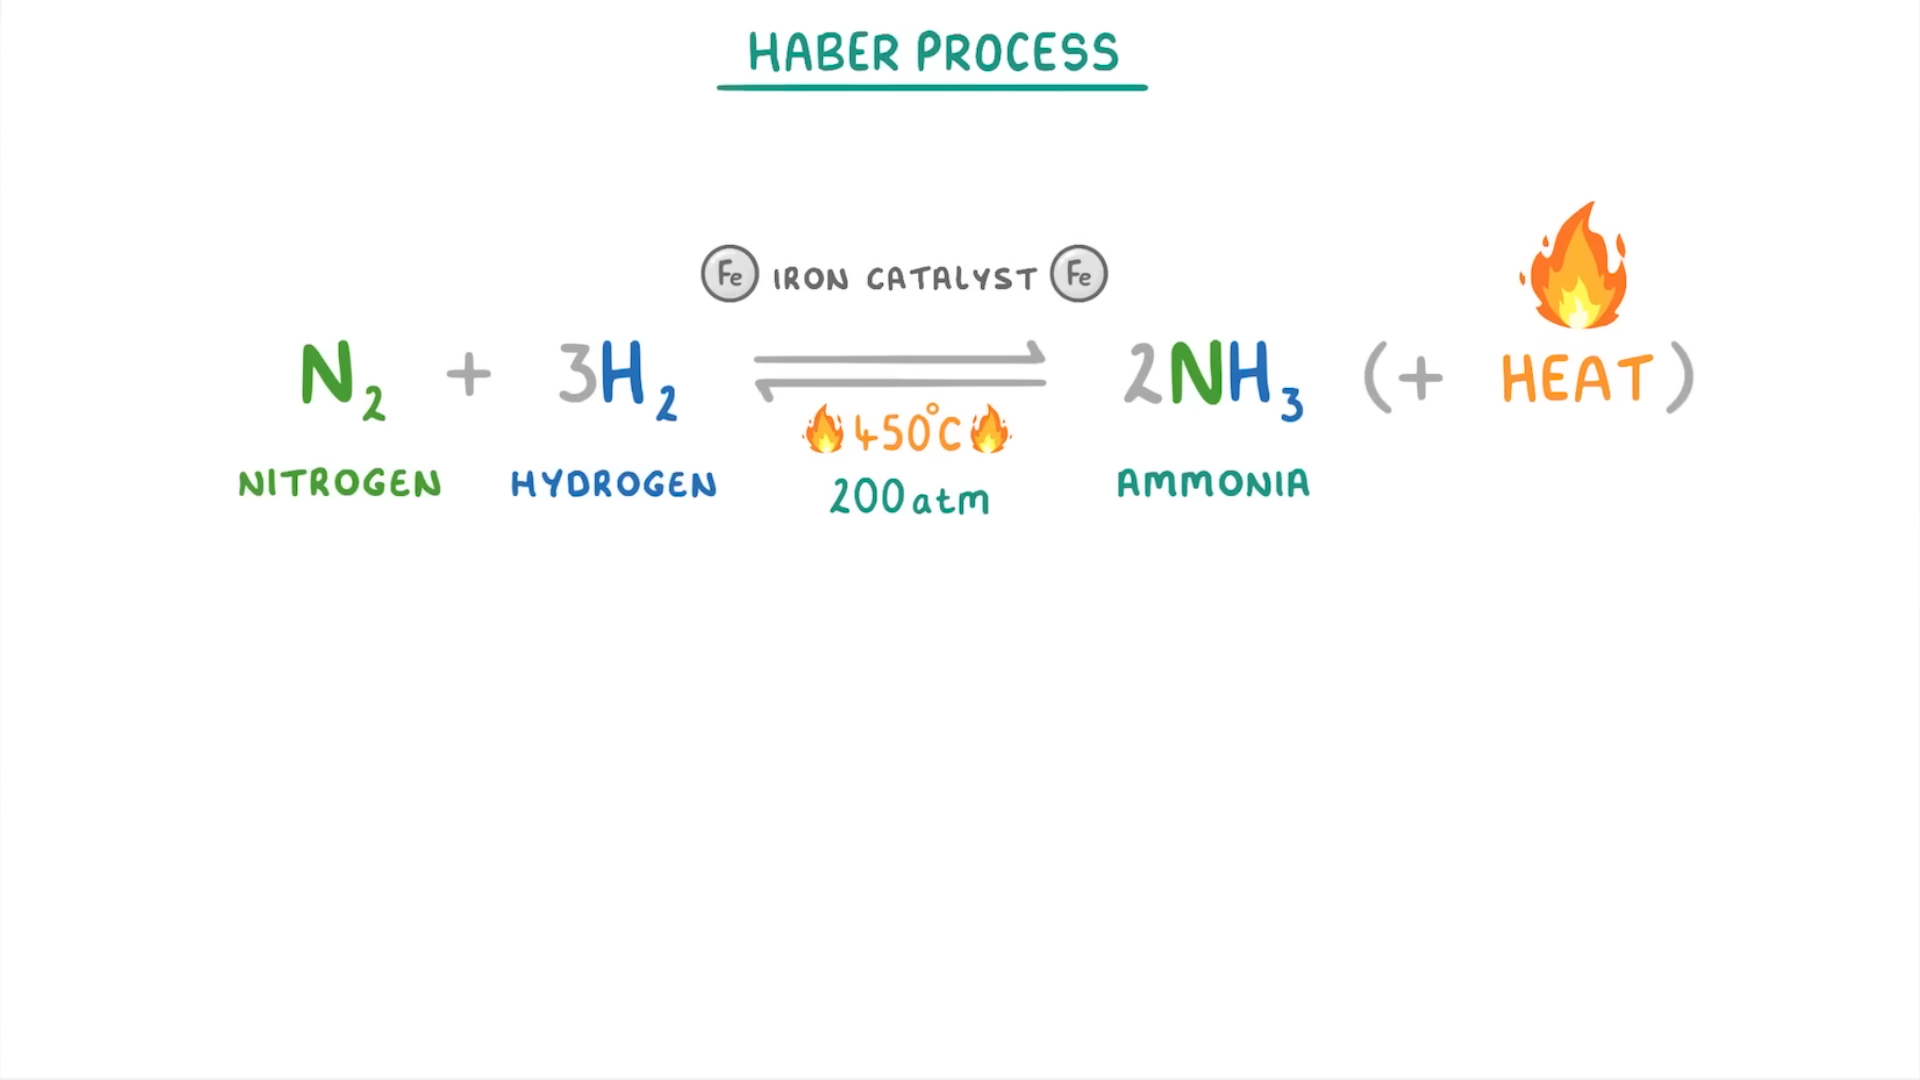 HABER PROCESS
Fe IRON CATALYST Fe
N₂ + 3H₂ ⇌ 2NH₃ (+ HEAT)
450°C
NITROGEN HYDROGEN 200atm AMMONIA